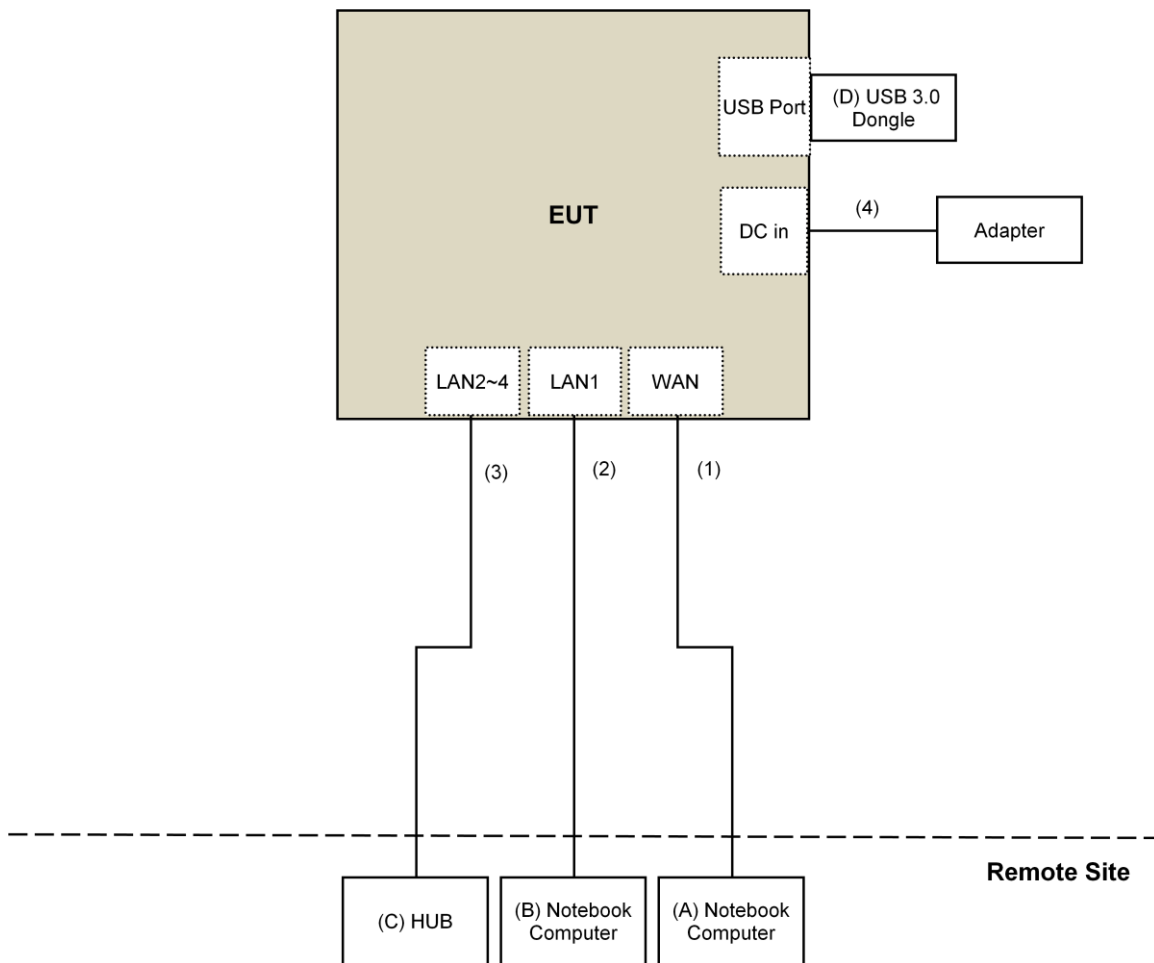 USB Port
(D) USB 3.0
Dongle
EUT
DC in
(4)
Adapter
LAN2~4
LAN1
WAN
(3)
(2)
(1)
Remote Site
(C) HUB
(B) Notebook
Computer
(A) Notebook
Computer